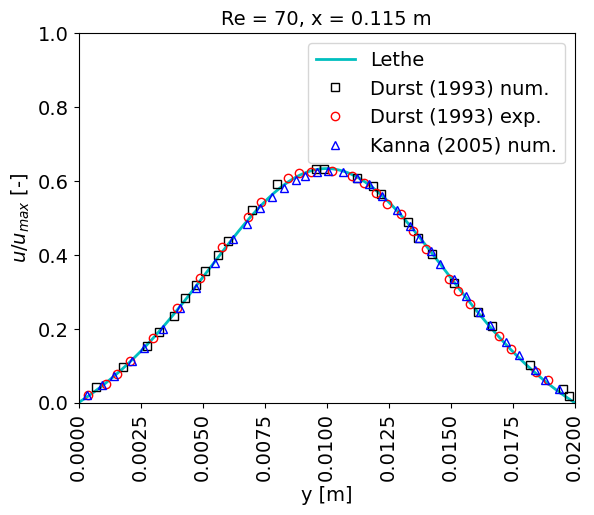 Re = 70, x = 0.115 m
Lethe
Durst (1993) num.
Durst (1993) exp.
Kanna (2005) num.
u/u_max [-]
1.0
0.8
0.6
0.4
0.2
0.0
0.0000
0.0025
0.0050
0.0075
0.0100
0.0125
0.0150
0.0175
0.0200
y [m]